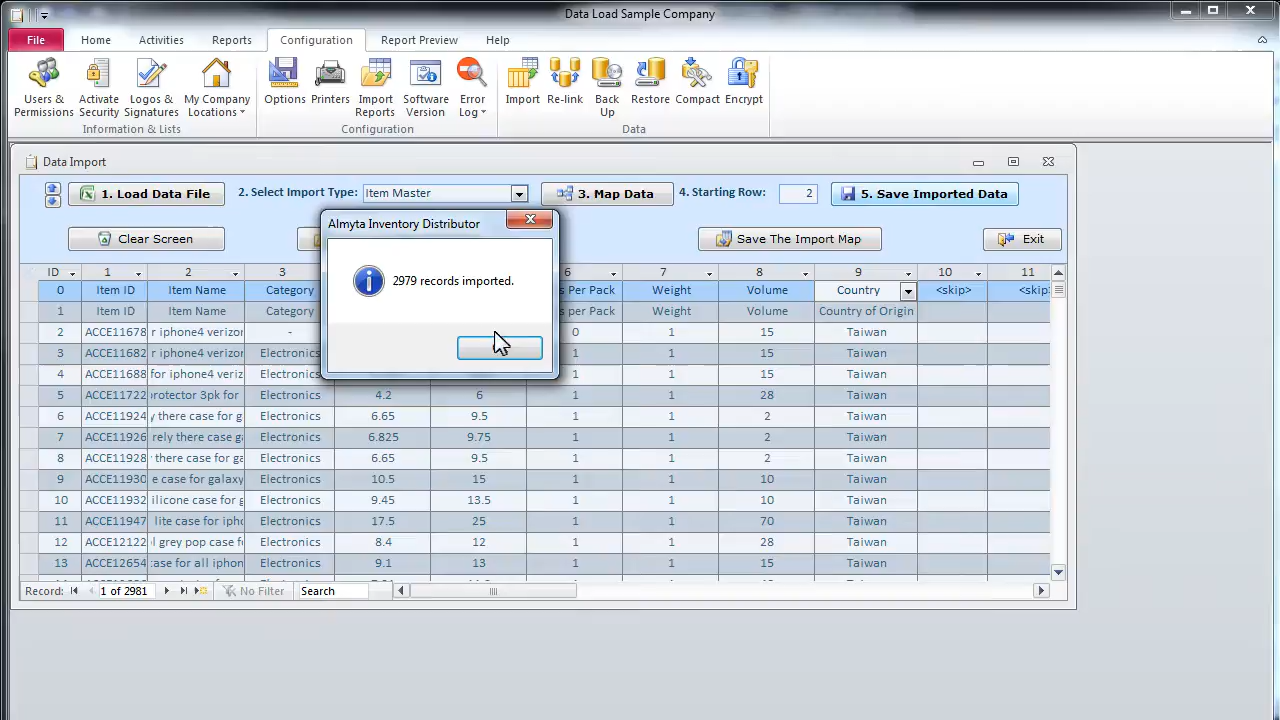 Data Load Sample Company
File Home Activities Reports Configuration Report Preview Help
Users & Permissions Activate Security Logos & Signatures My Company Locations Options Printers Import Reports Software Version Error Log Import Re-link Back Up Restore Compact Encrypt
Information & Lists Configuration Data
Data Import
1. Load Data File 2. Select Import Type: Item Master 3. Map Data 4. Starting Row: 2 5. Save Imported Data
Clear Screen Save The Import Map Exit
Almyta Inventory Distributor
2979 records imported.
ID 1 2 3 6 7 8 9 10 11
0 Item ID Item Name Category Per Pack Weight Volume Country <skip> <skip>
1 Item ID Item Name Category per Pack Weight Volume Country of Origin
2 ACCE11678 r iphone4 verizor - 0 1 15 Taiwan
3 ACCE11682 r iphone4 verizor Electronics 1 1 15 Taiwan
4 ACCE11688 for iphone4 veriz Electronics 1 1 15 Taiwan
5 ACCE11722 protector 3pk for Electronics 4.2 6 1 1 28 Taiwan
6 ACCE11924 y there case for g Electronics 6.65 9.5 1 1 2 Taiwan
7 ACCE11926 rely there case ga Electronics 6.825 9.75 1 1 2 Taiwan
8 ACCE11928 there case for ga Electronics 6.65 9.5 1 1 2 Taiwan
9 ACCE11930 e case for galaxy Electronics 10.5 15 1 1 10 Taiwan
10 ACCE11932 silicone case for g Electronics 9.45 13.5 1 1 10 Taiwan
11 ACCE11947 lite case for ipho Electronics 17.5 25 1 1 70 Taiwan
12 ACCE12122 ol grey pop case f Electronics 8.4 12 1 1 28 Taiwan
13 ACCE12654 case for all iphon Electronics 9.1 13 1 1 15 Taiwan
Record: 1 of 2981 No Filter Search